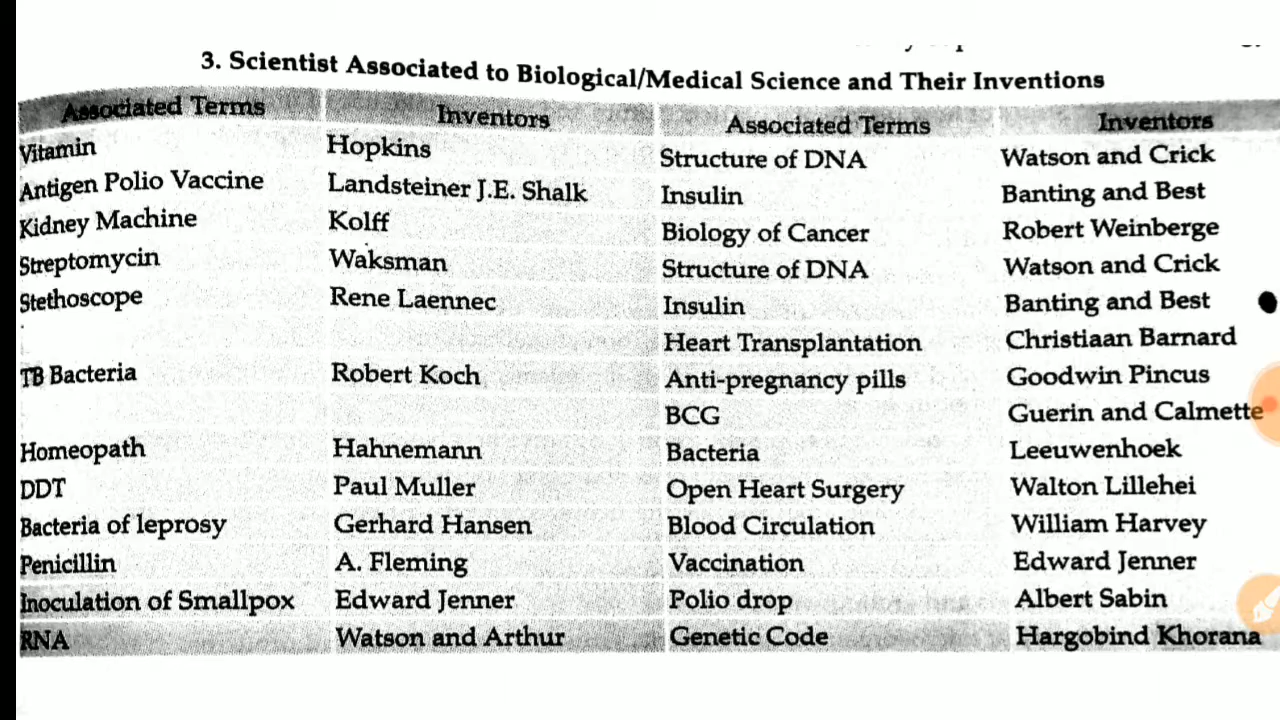 3. Scientist Associated to Biological/Medical Science and Their Inventions
Associated Terms Inventors Associated Terms Inventors
Vitamin Hopkins Structure of DNA Watson and Crick
Antigen Polio Vaccine Landsteiner J.E. Shalk Insulin Banting and Best
Kidney Machine Kolff Biology of Cancer Robert Weinberge
Streptomycin Waksman Structure of DNA Watson and Crick
Stethoscope Rene Laennec Insulin Banting and Best
Heart Transplantation Christiaan Barnard
TB Bacteria Robert Koch Anti-pregnancy pills Goodwin Pincus
BCG Guerin and Calmette
Homeopath Hahnemann Bacteria Leeuwenhoek
DDT Paul Muller Open Heart Surgery Walton Lillehei
Bacteria of leprosy Gerhard Hansen Blood Circulation William Harvey
Penicillin A. Fleming Vaccination Edward Jenner
Inoculation of Smallpox Edward Jenner Polio drop Albert Sabin
RNA Watson and Arthur Genetic Code Hargobind Khorana